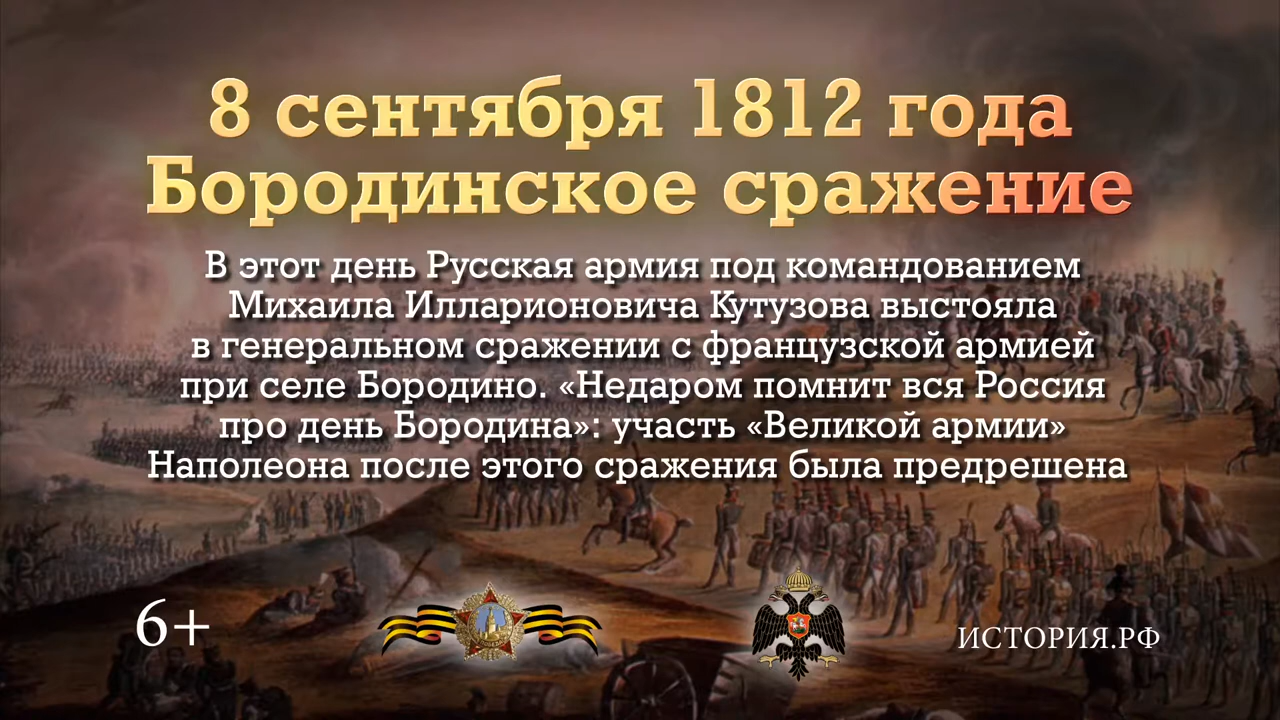 8 сентября 1812 года
Бородинское сражение
В этот день Русская армия под командованием
Михаила Илларионовича Кутузова выстояла
в генеральном сражении с французской армией
при селе Бородино. «Недаром помнит вся Россия
про день Бородина»: участь «Великой армии»
Наполеона после этого сражения была предрешена
6+
ИСТОРИЯ.РФ